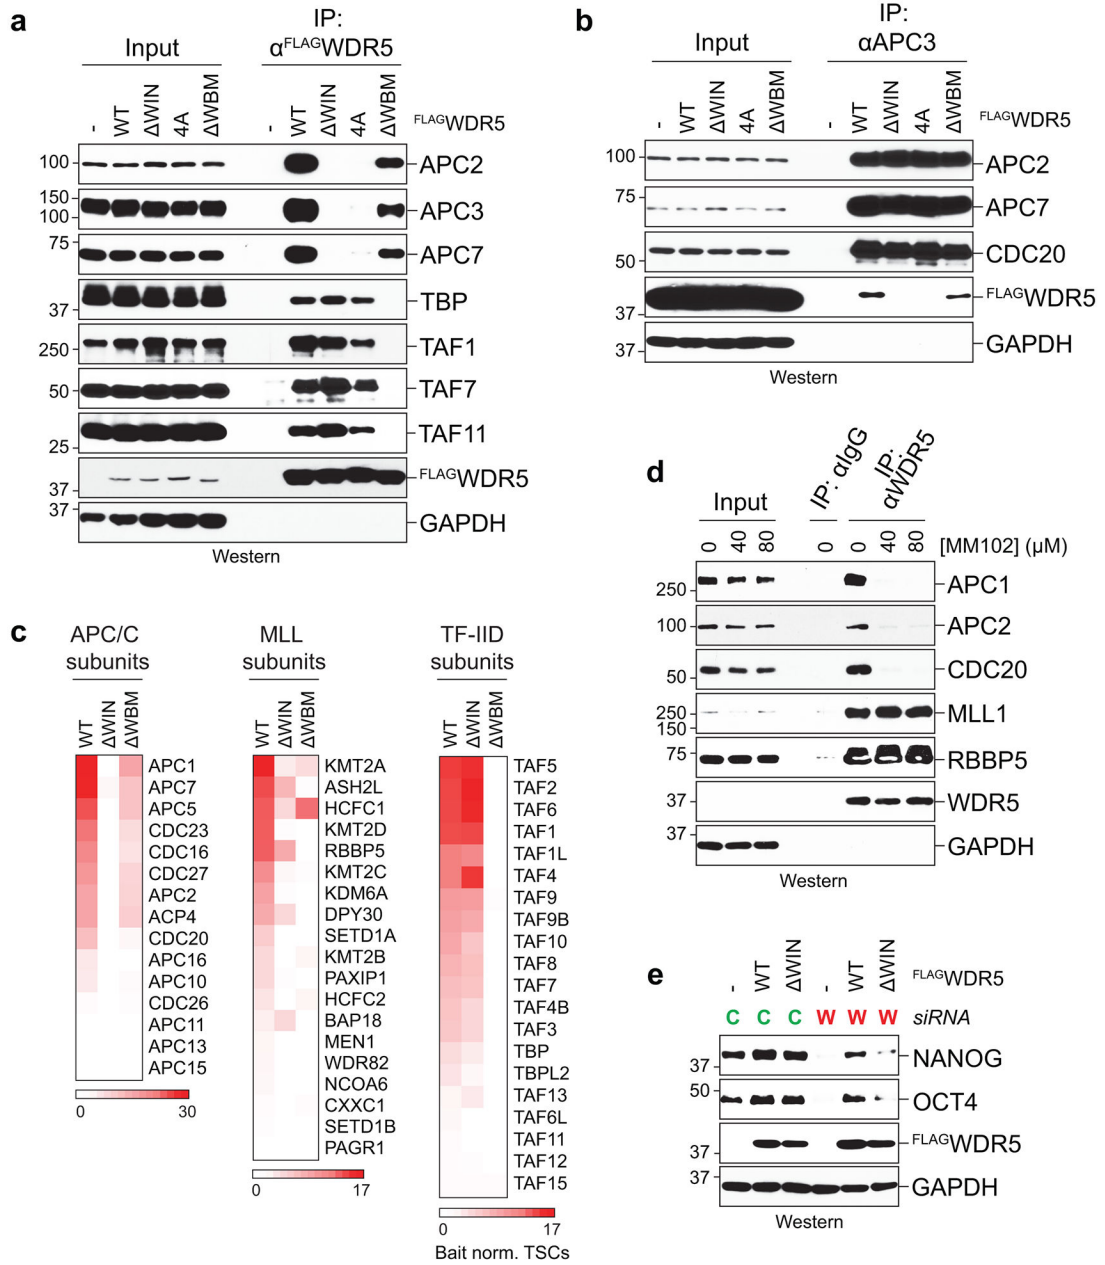 a
Input
IP:
αFLAGWDR5
-
WT
ΔWIN
4A
ΔWBM
-
WT
ΔWIN
4A
ΔWBM
FLAGWDR5
100
APC2
150
100
APC3
75
APC7
37
TBP
250
TAF1
50
TAF7
25
TAF11
37
FLAGWDR5
37
GAPDH
Western
b
Input
IP:
αAPC3
-
WT
ΔWIN
4A
ΔWBM
-
WT
ΔWIN
4A
ΔWBM
FLAGWDR5
100
APC2
75
APC7
50
CDC20
37
FLAGWDR5
37
GAPDH
Western
c
APC/C
subunits
WT
ΔWIN
ΔWBM
APC1
APC7
APC5
CDC23
CDC16
CDC27
APC2
ACP4
CDC20
APC16
APC10
CDC26
APC11
APC13
APC15
0 30
MLL
subunits
WT
ΔWIN
ΔWBM
KMT2A
ASH2L
HCFC1
KMT2D
RBBP5
KMT2C
KDM6A
DPY30
SETD1A
KMT2B
PAXIP1
HCFC2
BAP18
MEN1
WDR82
NCOA6
CXXC1
SETD1B
PAGR1
0 17
TF-IID
subunits
WT
ΔWIN
ΔWBM
TAF5
TAF2
TAF6
TAF1
TAF1L
TAF4
TAF9
TAF9B
TAF10
TAF8
TAF7
TAF4B
TAF3
TBP
TBPL2
TAF13
TAF6L
TAF11
TAF12
TAF15
0 17
Bait norm. TSCs
d
Input
IP: αIgG
IP:
αWDR5
0
40
80
0
0
40
80
[MM102] (μM)
250
APC1
100
APC2
50
CDC20
250
150
MLL1
75
RBBP5
37
WDR5
37
GAPDH
Western
e
-
WT
ΔWIN
-
WT
ΔWIN
FLAGWDR5
C C C W W W siRNA
37
NANOG
50
OCT4
37
FLAGWDR5
37
GAPDH
Western